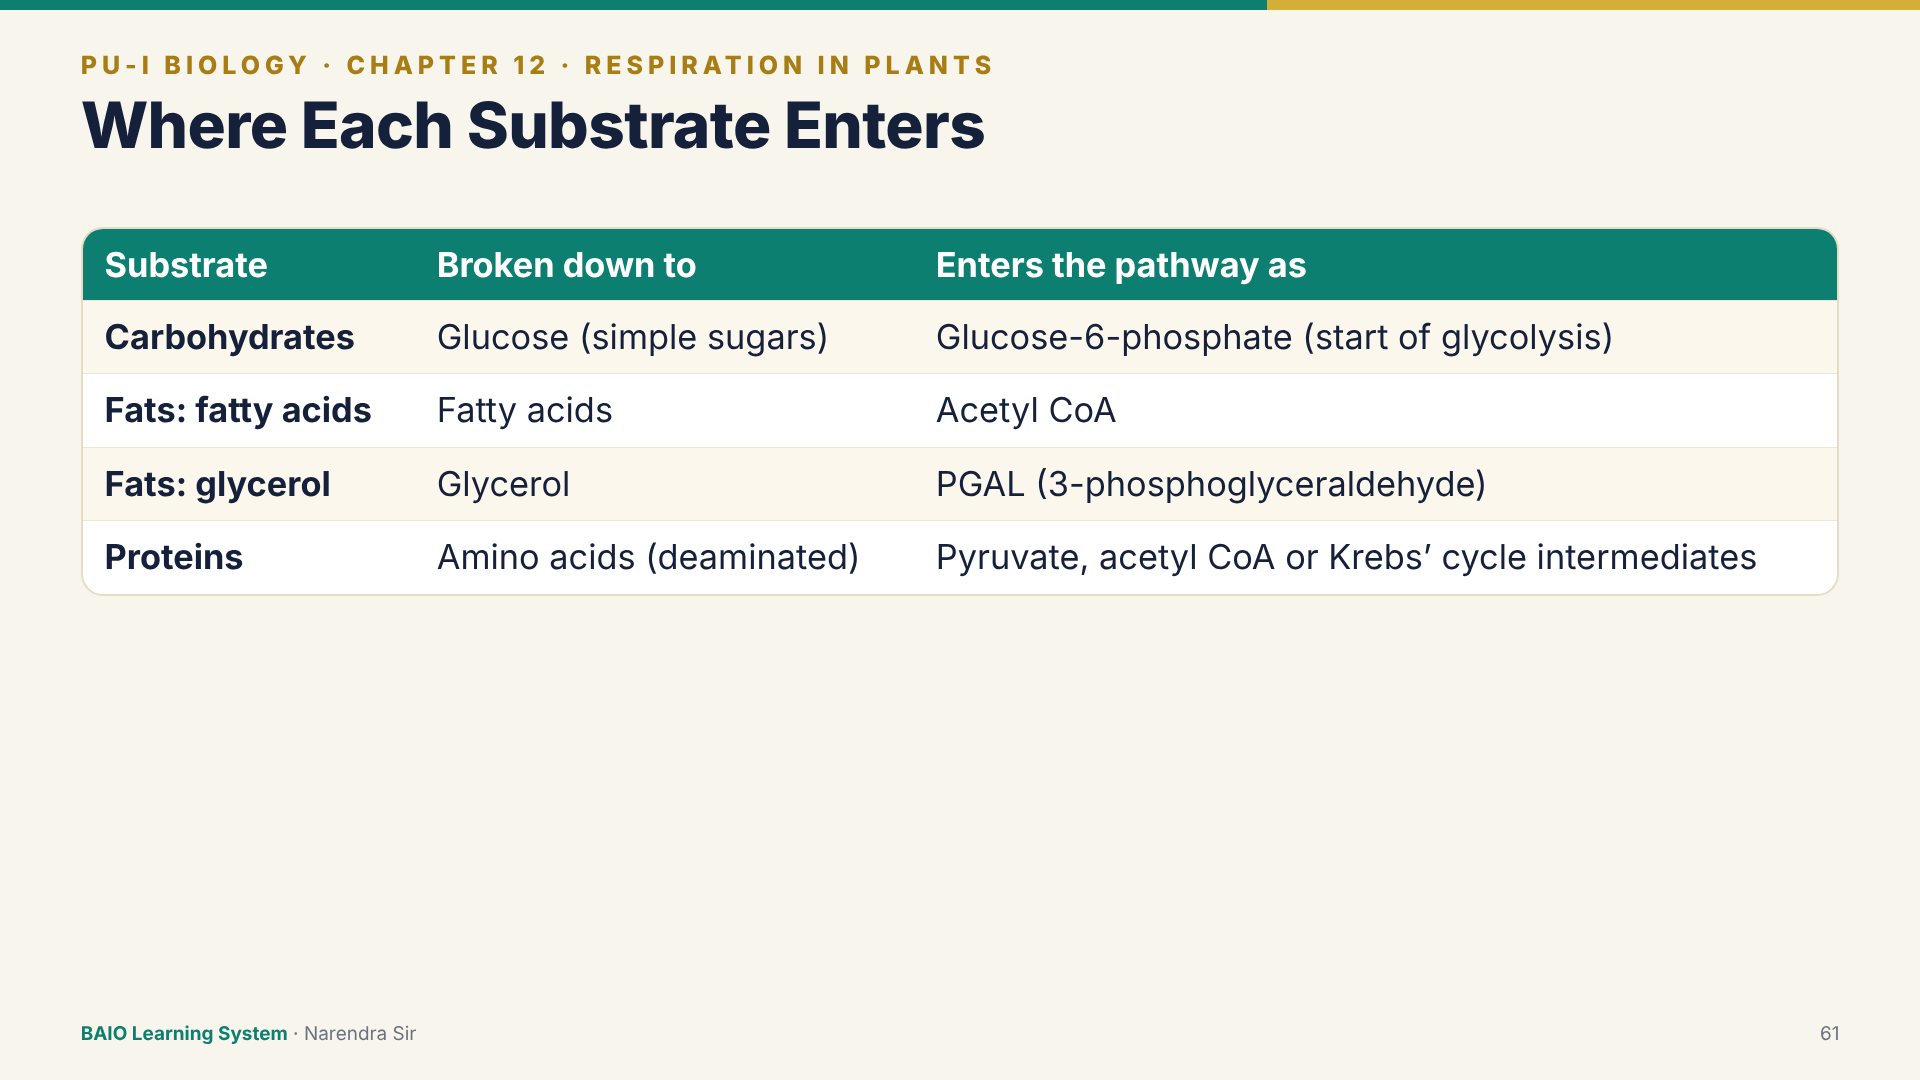 PU-I BIOLOGY · CHAPTER 12 · RESPIRATION IN PLANTS
Where Each Substrate Enters
Substrate Broken down to Enters the pathway as
Carbohydrates Glucose (simple sugars) Glucose-6-phosphate (start of glycolysis)
Fats: fatty acids Fatty acids Acetyl CoA
Fats: glycerol Glycerol PGAL (3-phosphoglyceraldehyde)
Proteins Amino acids (deaminated) Pyruvate, acetyl CoA or Krebs’ cycle intermediates
BAIO Learning System · Narendra Sir 61